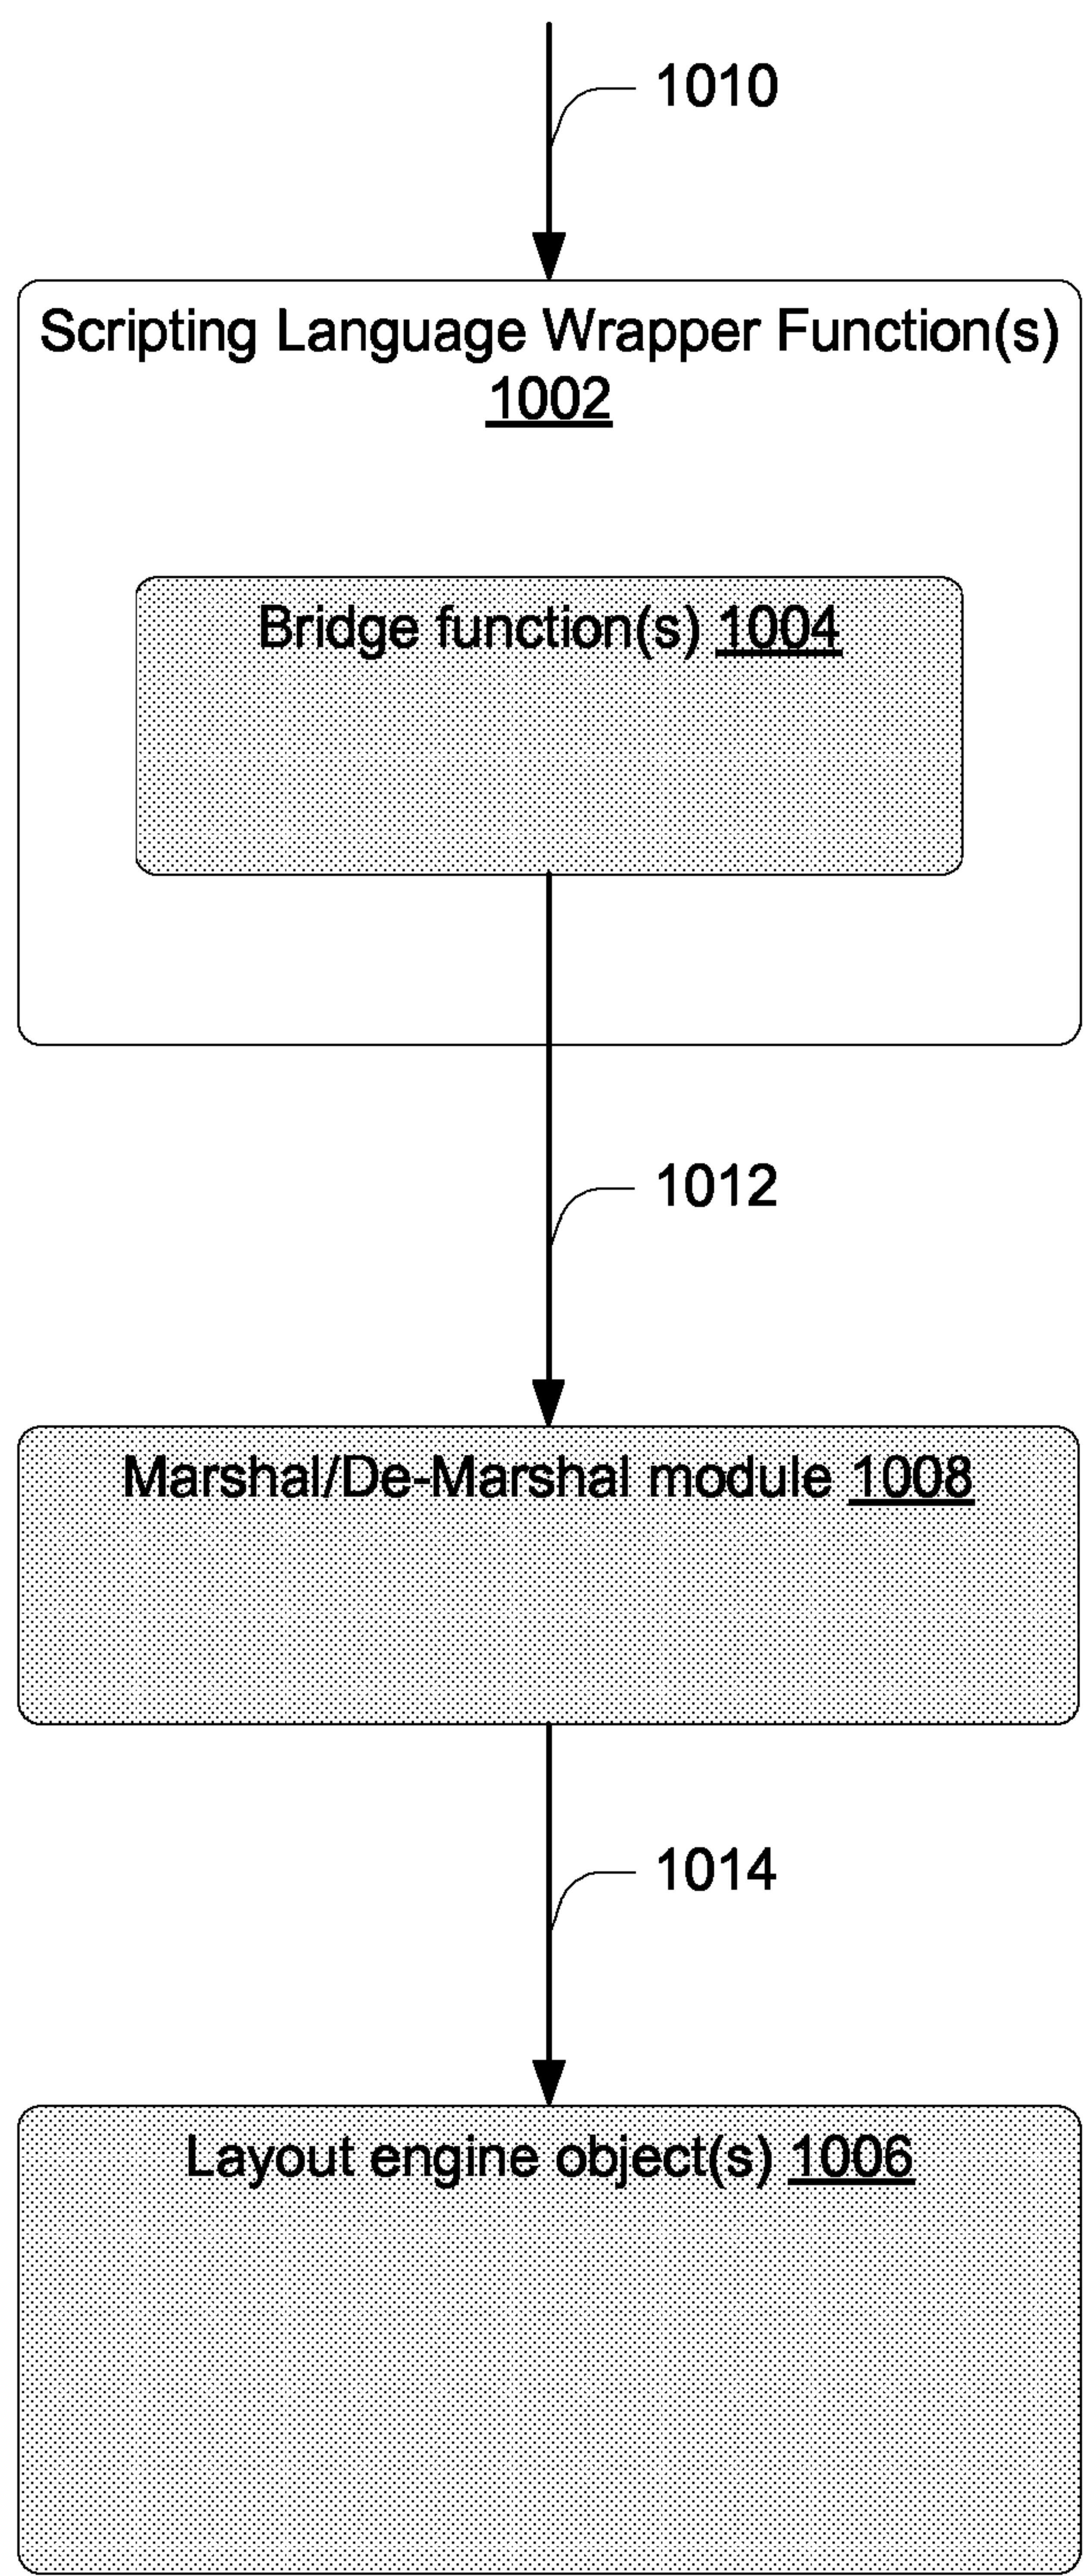 1010
Scripting Language Wrapper Function(s)
1002
Bridge function(s) 1004
1012
Marshal/De-Marshal module 1008
1014
Layout engine object(s) 1006